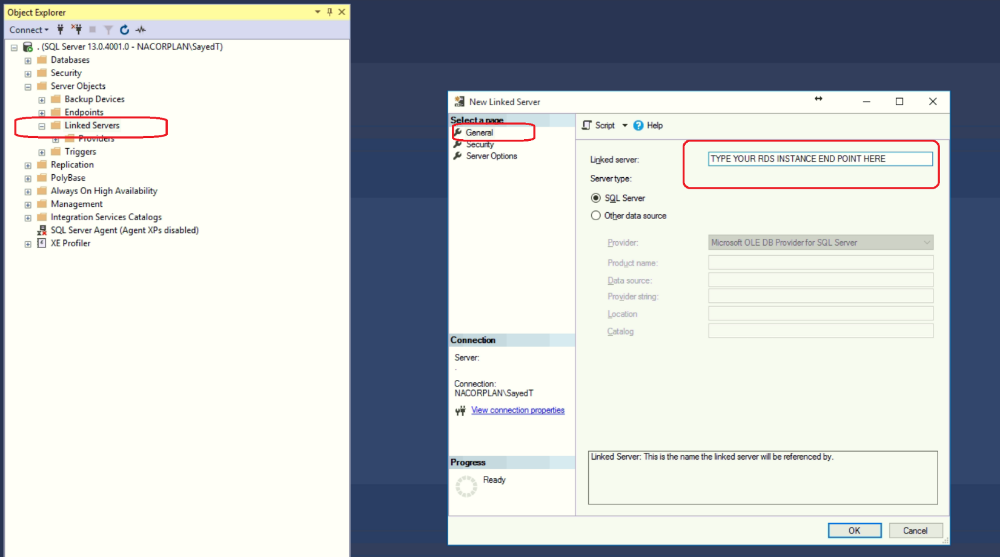 Object Explorer
Connect
. (SQL Server 13.0.4001.0 - NACORPLAN\SayedT)
Databases
Security
Server Objects
Backup Devices
Endpoints
Linked Servers
Providers
Triggers
Replication
PolyBase
Always On High Availability
Management
Integration Services Catalogs
SQL Server Agent (Agent XPs disabled)
XE Profiler
New Linked Server
Select a page
General
Security
Server Options
Script
Help
Linked server:
TYPE YOUR RDS INSTANCE END POINT HERE
Server type:
SQL Server
Other data source
Provider:
Microsoft OLE DB Provider for SQL Server
Product name:
Data source:
Provider string:
Location
Catalog
Connection
Server:
.
Connection:
NACORPLAN\SayedT
View connection properties
Progress
Ready
Linked Server: This is the name the linked server will be referenced by.
OK
Cancel